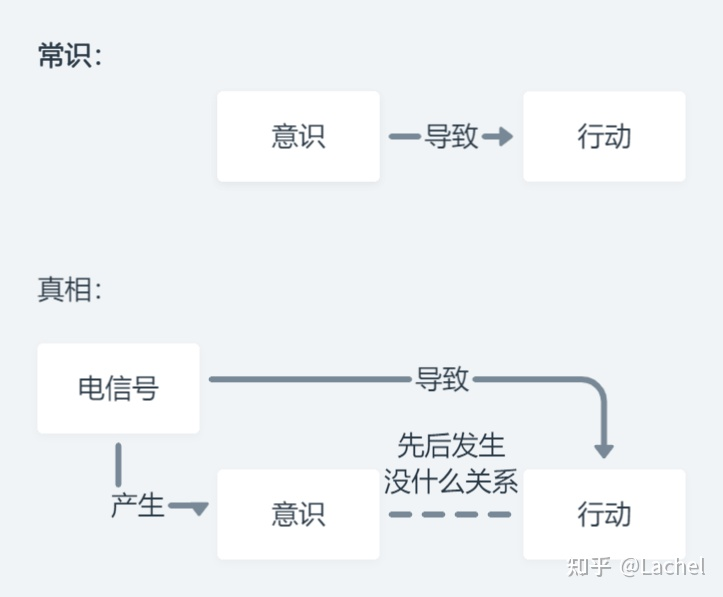 常识：
意识
导致
行动
真相：
电信号
导致
先后发生
没什么关系
产生
意识
行动
知乎 @Lachel